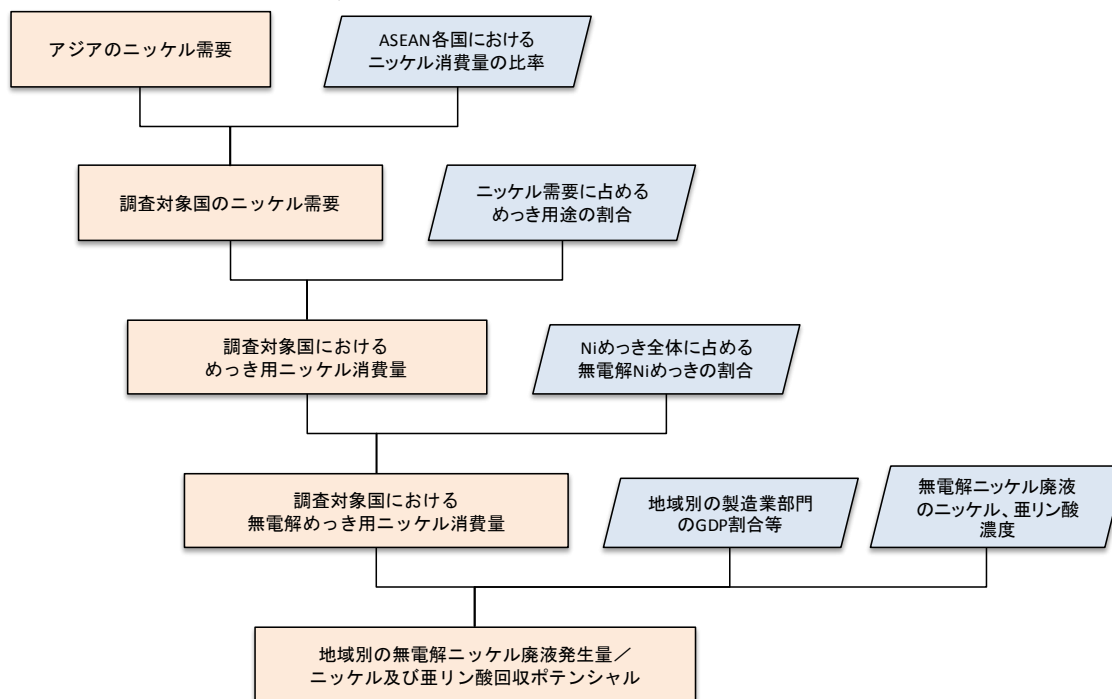 アジアのニッケル需要
ASEAN各国における
ニッケル消費量の比率
調査対象国のニッケル需要
ニッケル需要に占める
めっき用途の割合
調査対象国における
めっき用ニッケル消費量
Niめっき全体に占める
無電解Niめっきの割合
調査対象国における
無電解めっき用ニッケル消費量
地域別の製造業部門
のGDP割合等
無電解ニッケル廃液
のニッケル、亜リン酸
濃度
地域別の無電解ニッケル廃液発生量／
ニッケル及び亜リン酸回収ポテンシャル